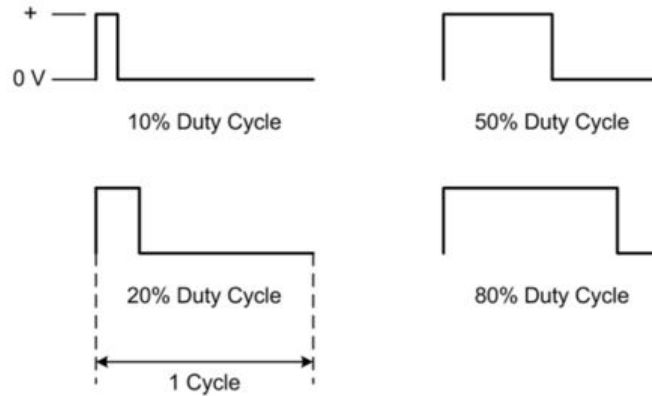 +
0 V
10% Duty Cycle
50% Duty Cycle
20% Duty Cycle
80% Duty Cycle
1 Cycle